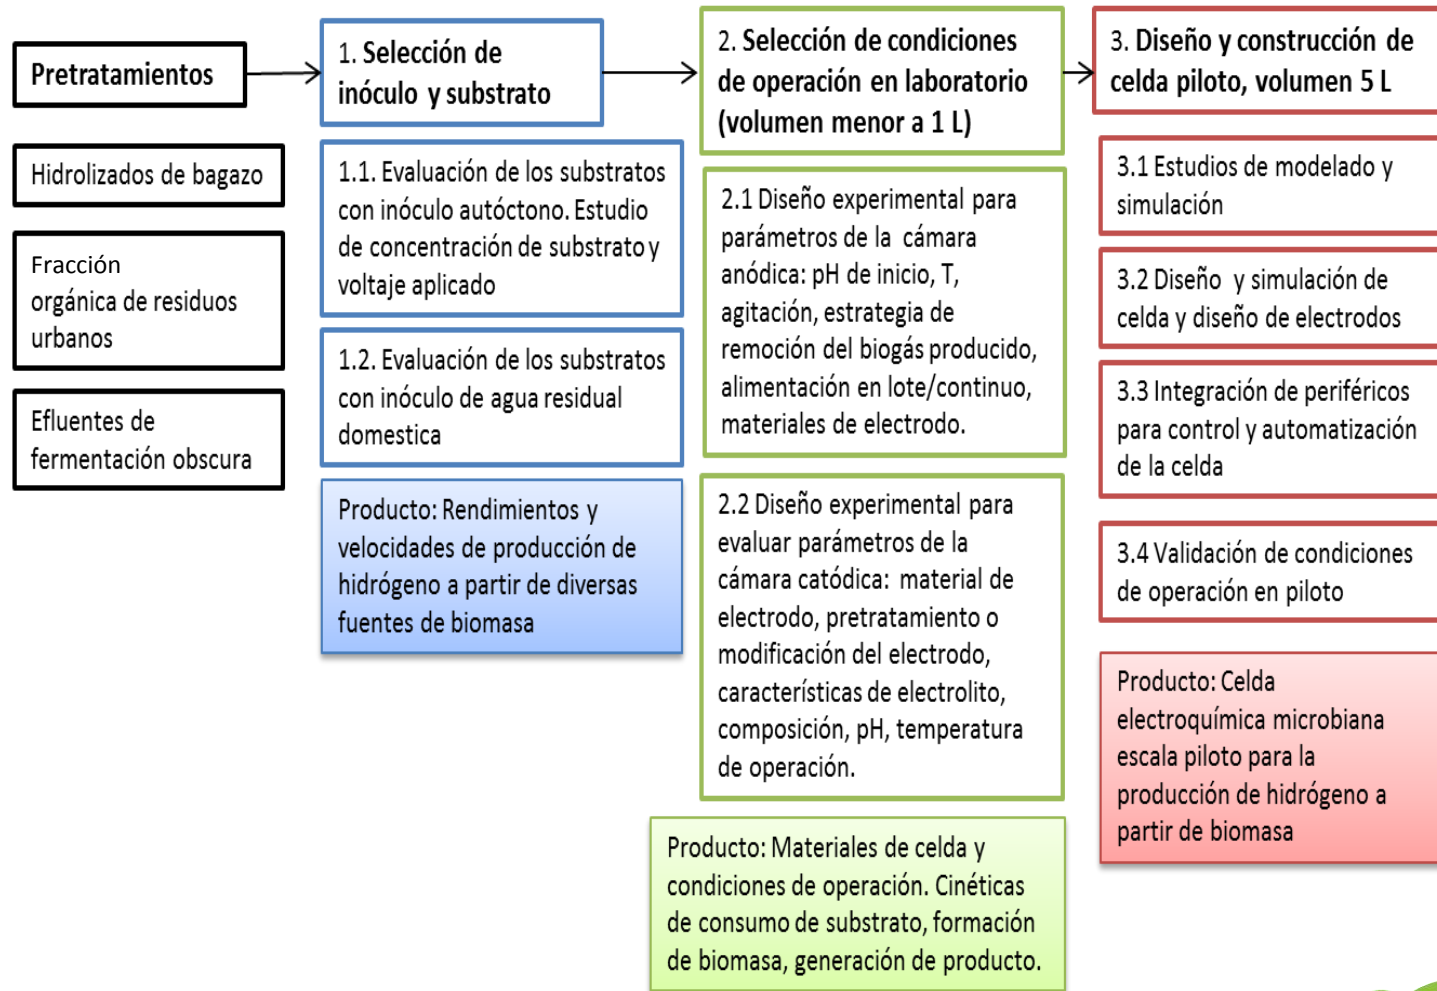 Pretratamientos
Hidrolizados de bagazo
Fracción
orgánica de residuos
urbanos
Efluentes de
fermentación obscura
1. Selección de
inóculo y substrato
1.1. Evaluación de los substratos
con inóculo autóctono. Estudio
de concentración de substrato y
voltaje aplicado
1.2. Evaluación de los substratos
con inóculo de agua residual
domestica
Producto: Rendimientos y
velocidades de producción de
hidrógeno a partir de diversas
fuentes de biomasa
2. Selección de condiciones
de operación en laboratorio
(volumen menor a 1 L)
2.1 Diseño experimental para
parámetros de la cámara
anódica: pH de inicio, T,
agitación, estrategia de
remoción del biogás producido,
alimentación en lote/continuo,
materiales de electrodo.
2.2 Diseño experimental para
evaluar parámetros de la
cámara catódica: material de
electrodo, pretratamiento o
modificación del electrodo,
características de electrolito,
composición, pH, temperatura
de operación.
Producto: Materiales de celda y
condiciones de operación. Cinéticas
de consumo de substrato, formación
de biomasa, generación de producto.
3. Diseño y construcción de
celda piloto, volumen 5 L
3.1 Estudios de modelado y
simulación
3.2 Diseño y simulación de
celda y diseño de electrodos
3.3 Integración de periféricos
para control y automatización
de la celda
3.4 Validación de condiciones
de operación en piloto
Producto: Celda
electroquímica microbiana
escala piloto para la
producción de hidrógeno a
partir de biomasa